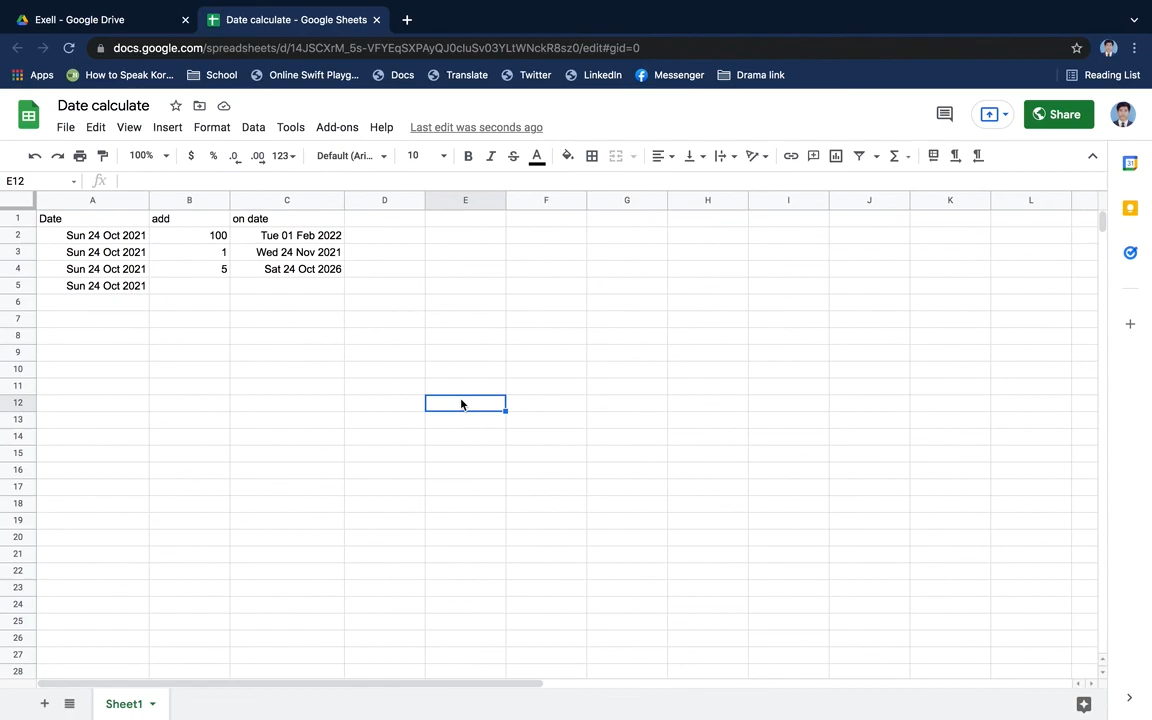 Exell - Google Drive
Date calculate - Google Sheets
docs.google.com/spreadsheets/d/14JSCXrM_5s-VFYEqSXPAyQJ0cIuSv03YLtWNckR8sz0/edit#gid=0
Apps How to Speak Kor... School Online Swift Playg... Docs Translate Twitter LinkedIn Messenger Drama link Reading List
Date calculate
File Edit View Insert Format Data Tools Add-ons Help Last edit was seconds ago
Share
100% $ % .0 .00 123 Default (Ari... 10 B I S A
E12 fx
A B C D E F G H I J K L
1 Date add on date
2 Sun 24 Oct 2021 100 Tue 01 Feb 2022
3 Sun 24 Oct 2021 1 Wed 24 Nov 2021
4 Sun 24 Oct 2021 5 Sat 24 Oct 2026
5 Sun 24 Oct 2021
6
7
8
9
10
11
12
13
14
15
16
17
18
19
20
21
22
23
24
25
26
27
28
Sheet1